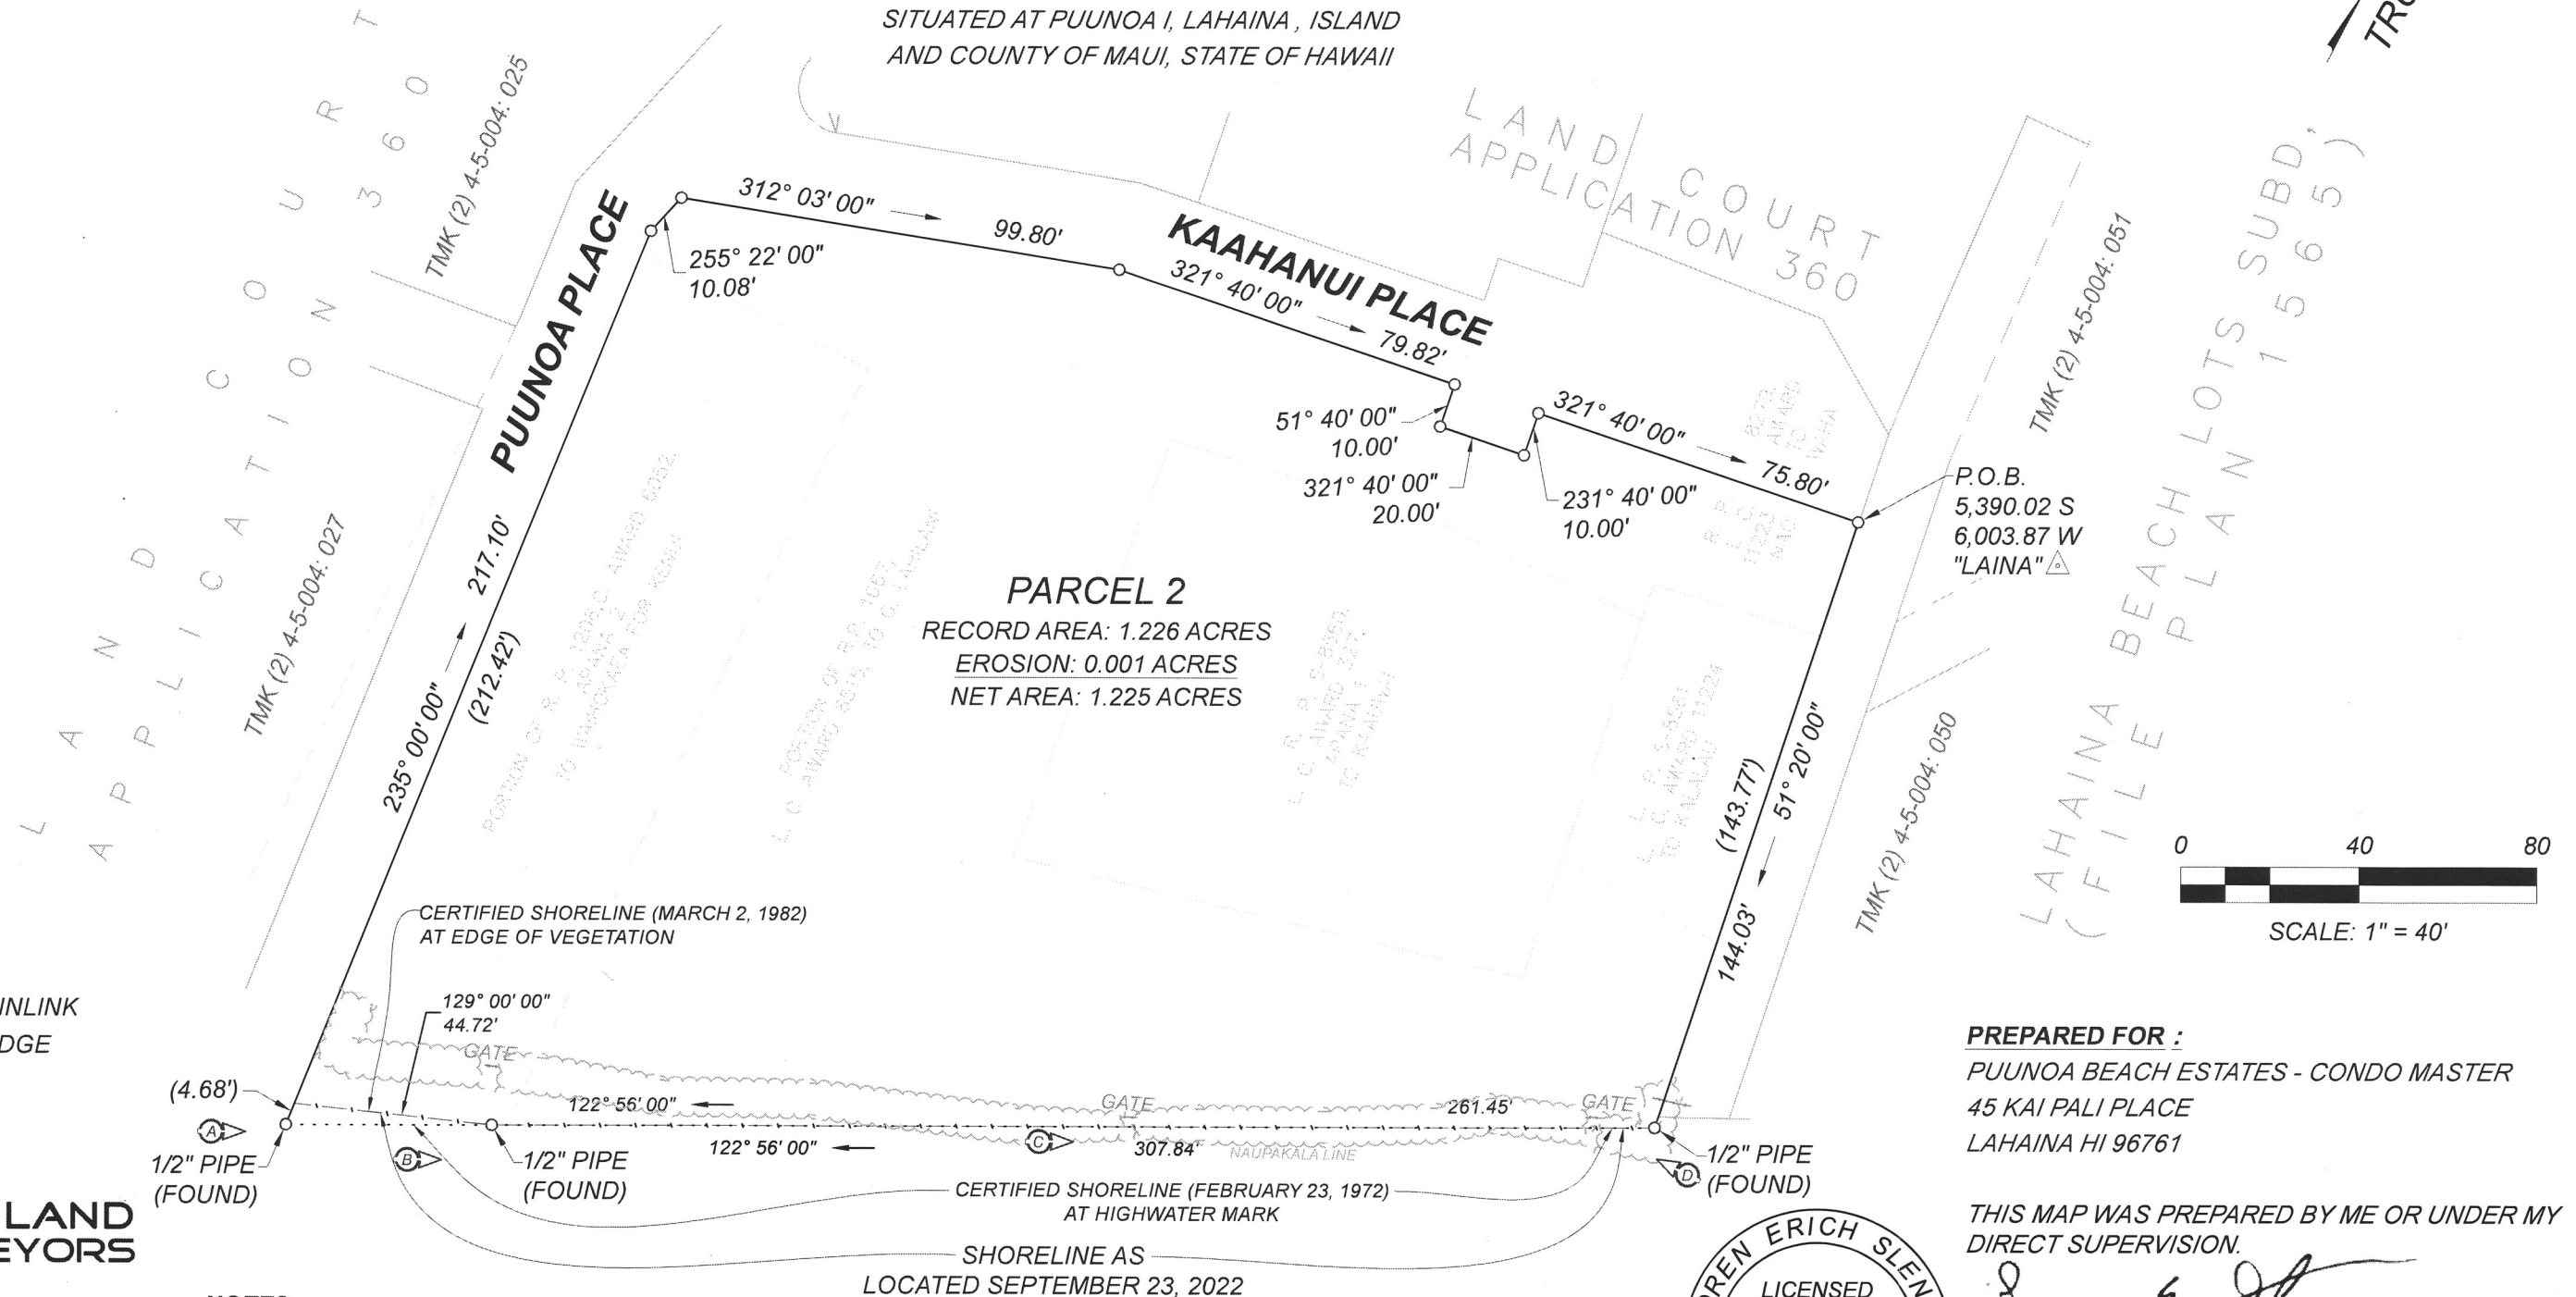 SITUATED AT PUUNOA I, LAHAINA , ISLAND
AND COUNTY OF MAUI, STATE OF HAWAII
LAND COURT
APPLICATION 360
TMK (2) 4-5-004: 025
TMK (2) 4-5-004: 027
PUUNOA PLACE
235° 00' 00"
217.10'
(212.42')
255° 22' 00"
10.08'
312° 03' 00"
99.80'
KAAHANUI PLACE
321° 40' 00"
79.82'
51° 40' 00"
10.00'
321° 40' 00"
20.00'
231° 40' 00"
10.00'
321° 40' 00"
75.80'
LAND COURT
APPLICATION 360
P.O.B.
5,390.02 S
6,003.87 W
"LAINA"
TMK (2) 4-5-004: 051
TMK (2) 4-5-004: 050
LAHAINA BEACH LOTS SUBD'
(FILE PLAN 1565)
PARCEL 2
RECORD AREA: 1.226 ACRES
EROSION: 0.001 ACRES
NET AREA: 1.225 ACRES
51° 20' 00"
(143.77')
144.03'
0 40 80
SCALE: 1" = 40'
CERTIFIED SHORELINE (MARCH 2, 1982)
AT EDGE OF VEGETATION
129° 00' 00"
44.72'
GATE
GATE
GATE
(4.68')
122° 56' 00"
261.45'
122° 56' 00"
307.84'
NAUPAKALA LINE
A
B
C
D
1/2" PIPE
(FOUND)
1/2" PIPE
(FOUND)
1/2" PIPE
(FOUND)
CERTIFIED SHORELINE (FEBRUARY 23, 1972)
AT HIGHWATER MARK
SHORELINE AS
LOCATED SEPTEMBER 23, 2022
LAND
PREPARED FOR :
PUUNOA BEACH ESTATES - CONDO MASTER
45 KAI PALI PLACE
LAHAINA HI 96761
THIS MAP WAS PREPARED BY ME OR UNDER MY
DIRECT SUPERVISION.
ERICH
LICENSED